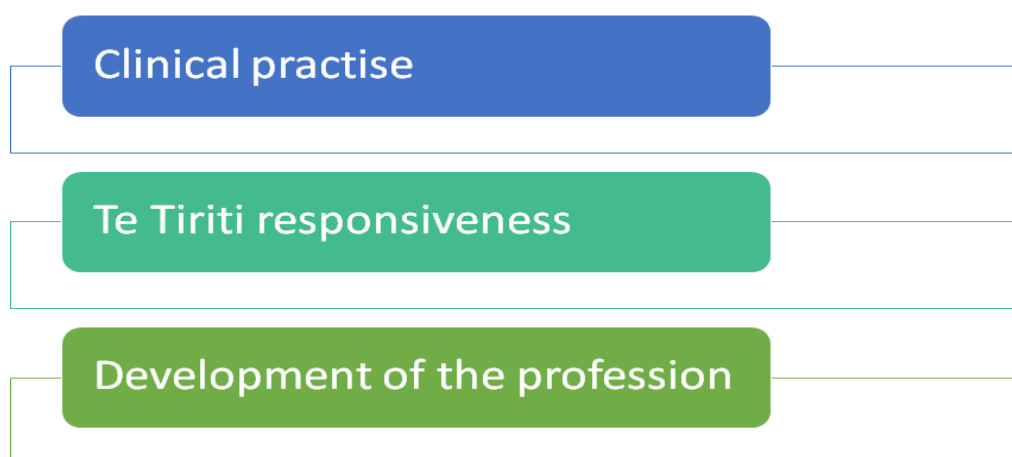 Clinical practise
Te Tiriti responsiveness
Development of the profession